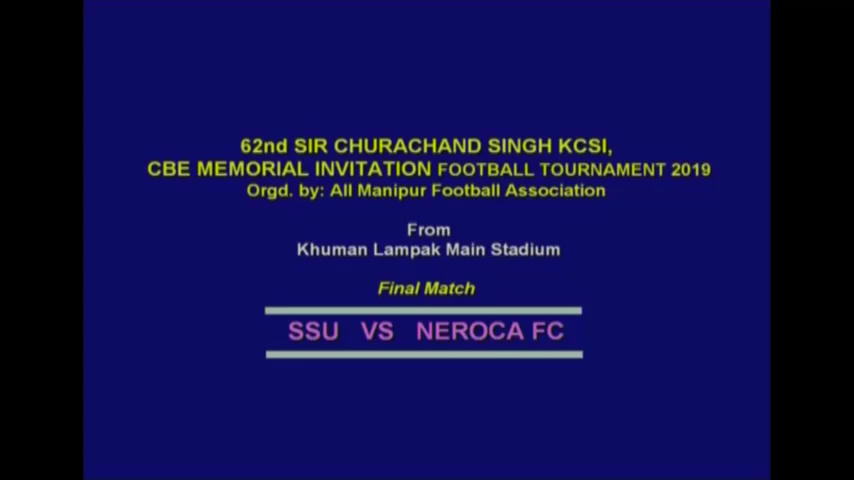 62nd SIR CHURACHAND SINGH KCSI,
CBE MEMORIAL INVITATION FOOTBALL TOURNAMENT 2019
Orgd. by: All Manipur Football Association
From
Khuman Lampak Main Stadium
Final Match
SSU VS NEROCA FC